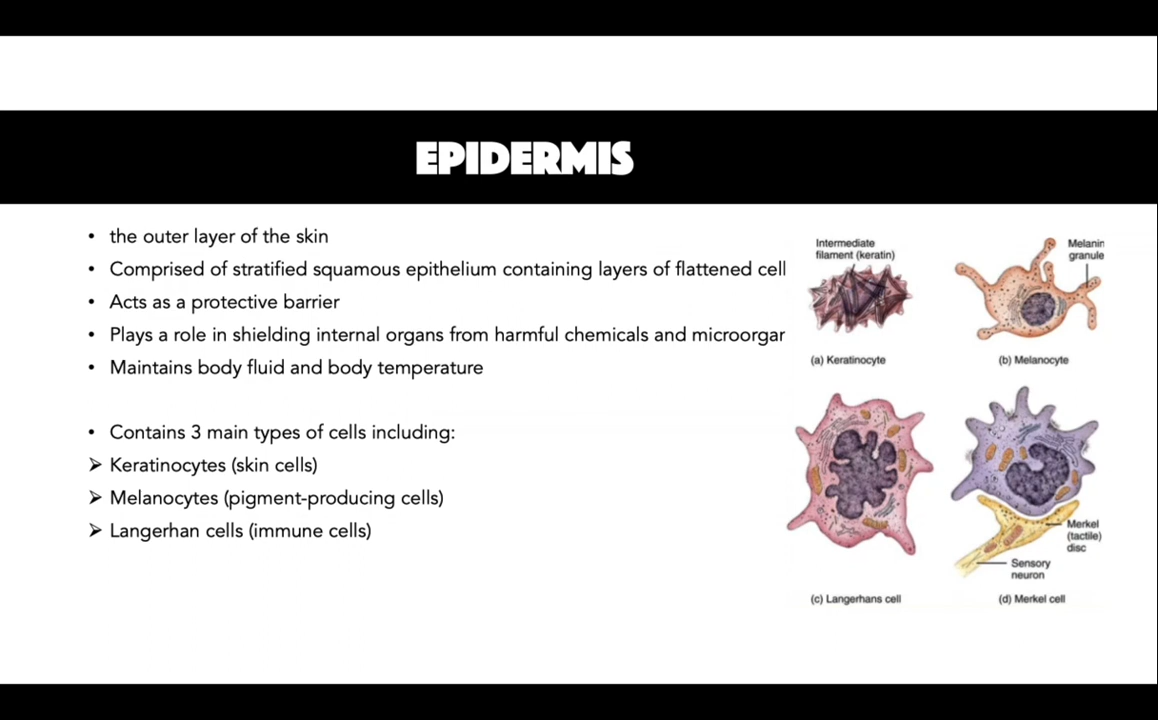 EPIDERMIS
• the outer layer of the skin
• Comprised of stratified squamous epithelium containing layers of flattened cell
• Acts as a protective barrier
• Plays a role in shielding internal organs from harmful chemicals and microorgar
• Maintains body fluid and body temperature
• Contains 3 main types of cells including:
➢ Keratinocytes (skin cells)
➢ Melanocytes (pigment-producing cells)
➢ Langerhan cells (immune cells)
Intermediate
filament (keratin)
(a) Keratinocyte
Melanin
granule
(b) Melanocyte
(c) Langerhans cell
Merkel
(tactile)
disc
Sensory
neuron
(d) Merkel cell